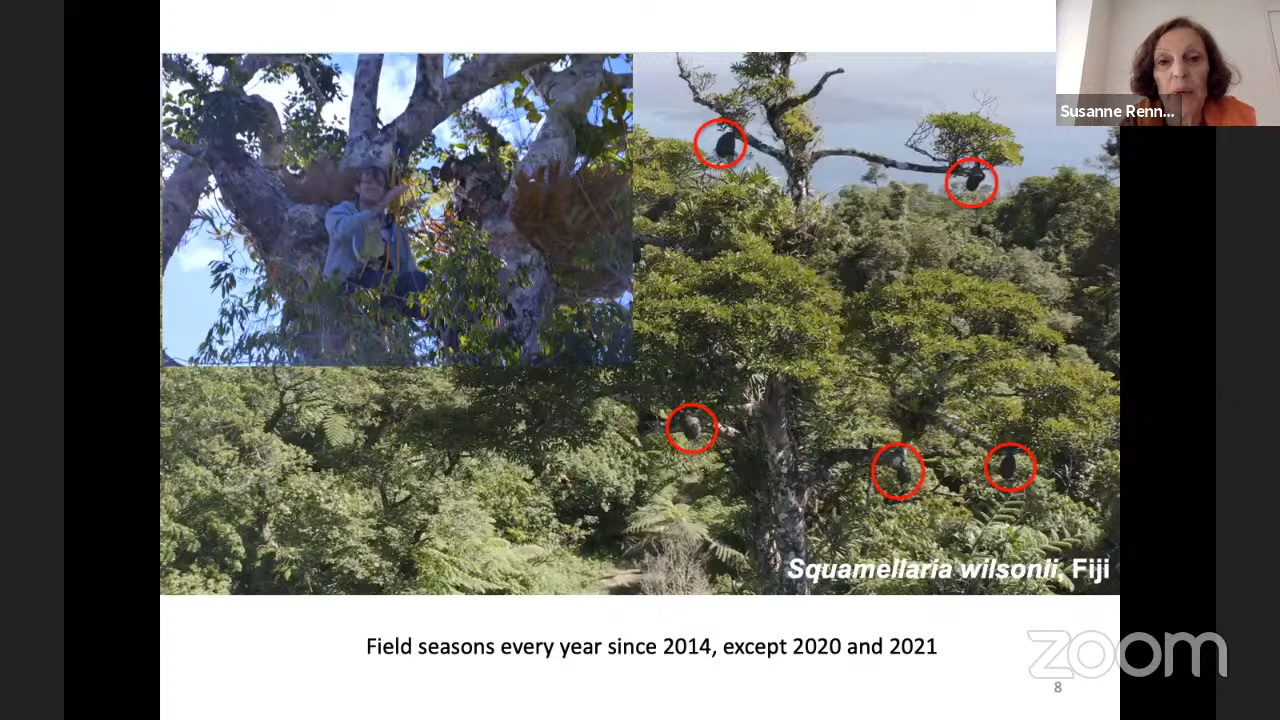 Susanne Renn...
Squamellaria wilsonii, Fiji
Field seasons every year since 2014, except 2020 and 2021
zoom
8